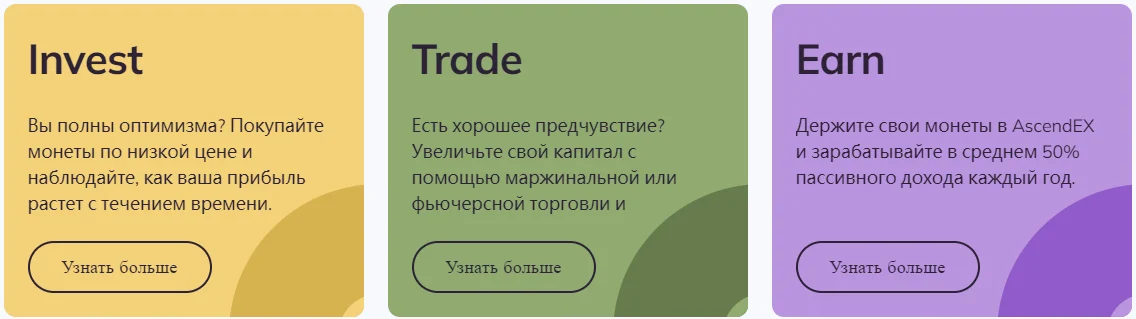 Invest
Вы полны оптимизма? Покупайте
монеты по низкой цене и
наблюдайте, как ваша прибыль
растет с течением времени.
Узнать больше
Trade
Есть хорошее предчувствие?
Увеличьте свой капитал с
помощью маржинальной или
фьючерсной торговли и
Узнать больше
Earn
Держите свои монеты в AscendEX
и зарабатывайте в среднем 50%
пассивного дохода каждый год.
Узнать больше